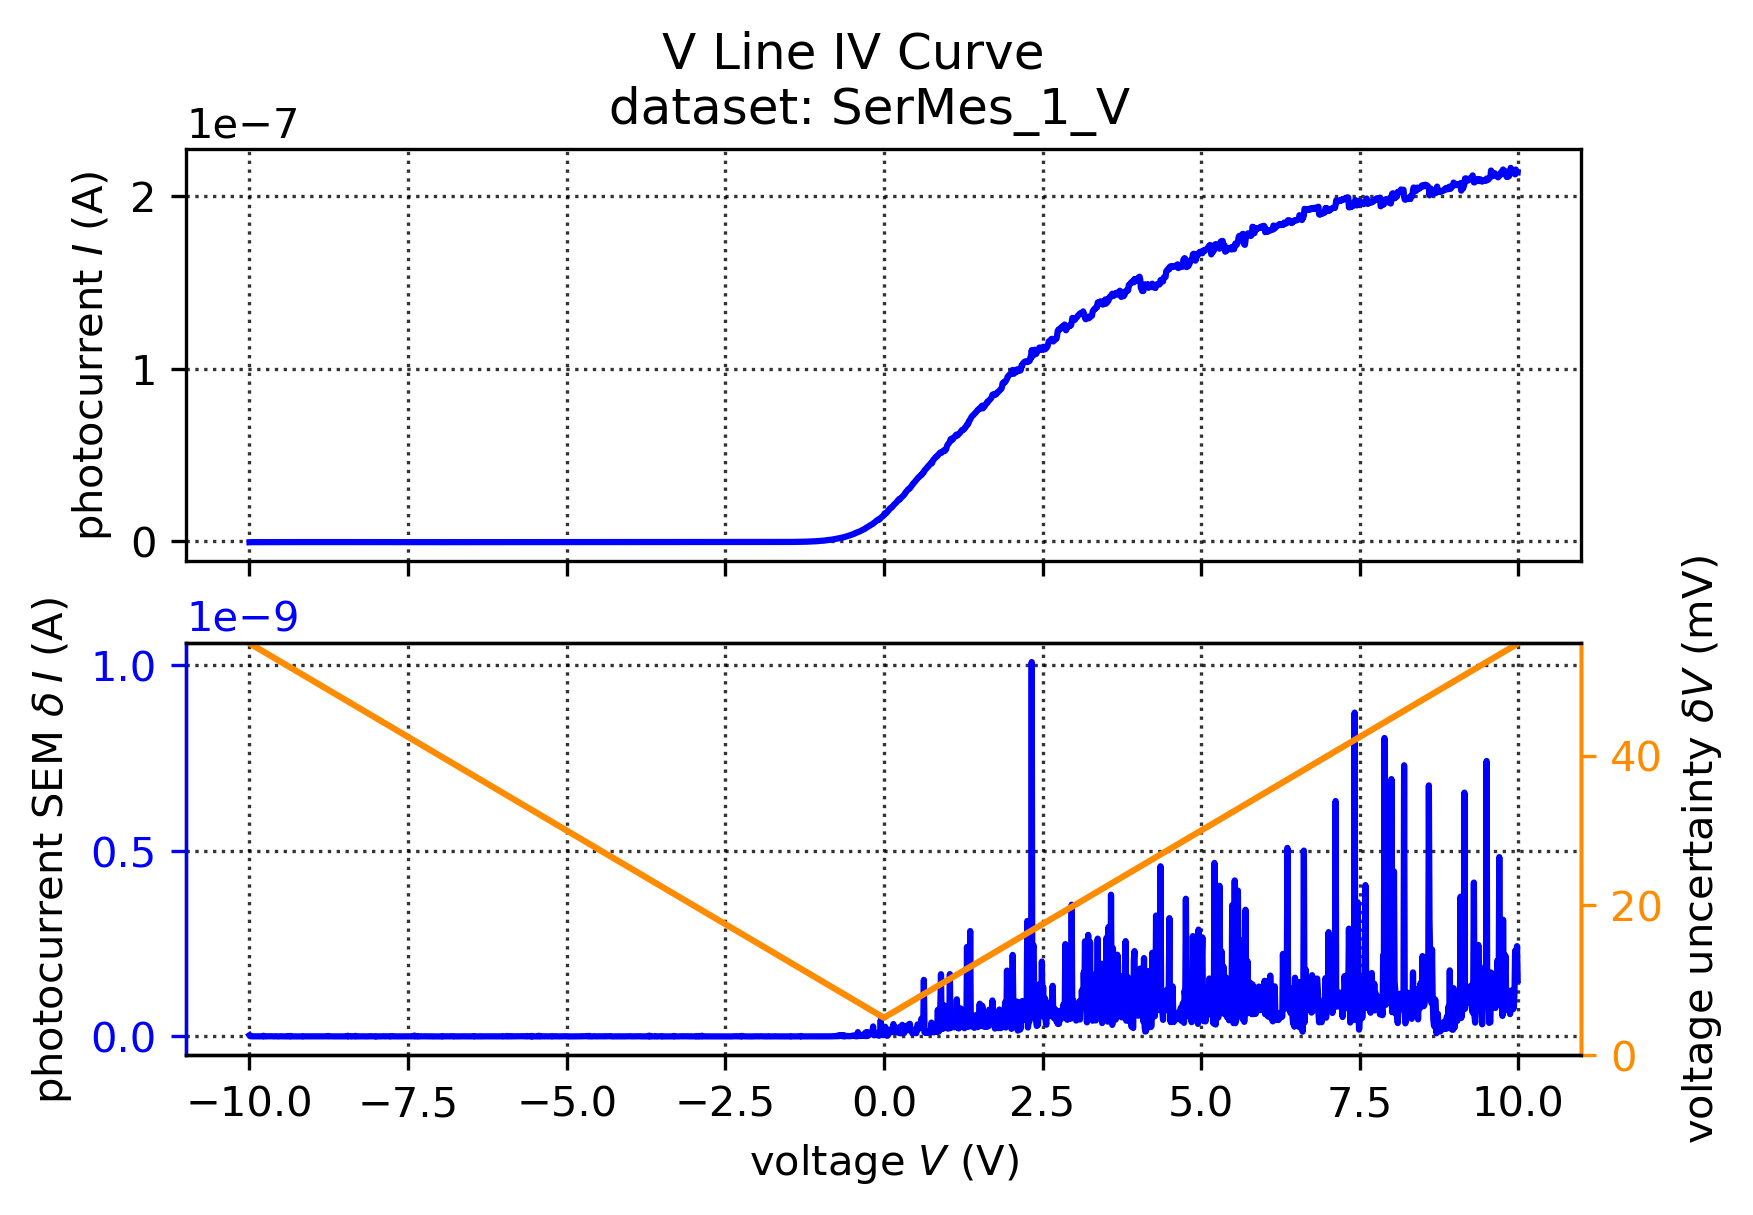 V Line IV Curve
dataset: SerMes_1_V
1e−7
photocurrent I (A)
2
1
0
1e−9
photocurrent SEM δ I (A)
1.0
0.5
0.0
voltage uncertainty δV (mV)
40
20
0
−10.0 −7.5 −5.0 −2.5 0.0 2.5 5.0 7.5 10.0
voltage V (V)